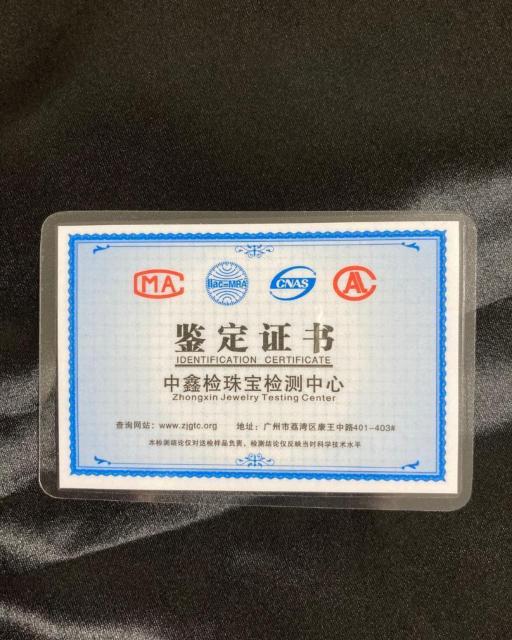 MA ilac-MRA CNAS AL
鉴定证书
IDENTIFICATION CERTIFICATE
中鑫检珠宝检测中心
Zhongxin Jewelry Testing Center
查询网站：www.zjgtc.org 地址：广州市荔湾区康王中路401-403#
本检测结论仅对送检样品负责，检测结论仅反映当时科学技术水平